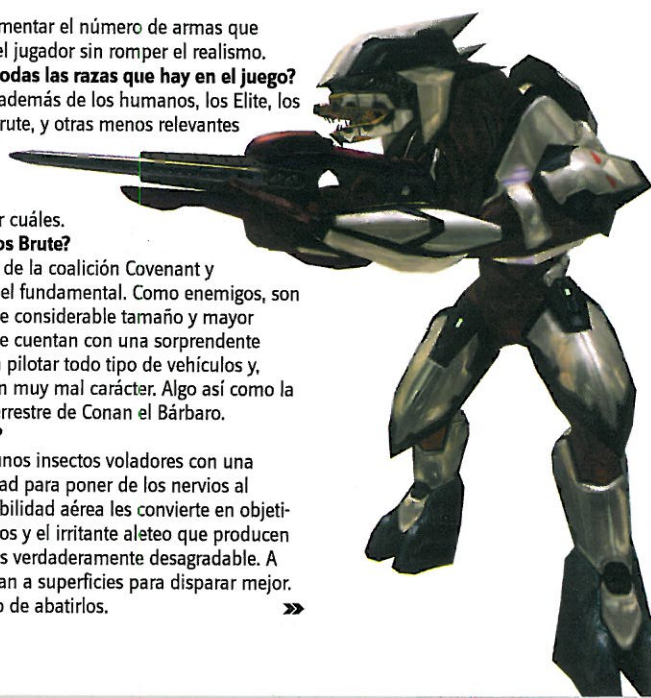 mentar el número de armas que
el jugador sin romper el realismo.
odas las razas que hay en el juego?
además de los humanos, los Elite, los
rute, y otras menos relevantes
r cuáles.
os Brute?
de la coalición Covenant y
el fundamental. Como enemigos, son
e considerable tamaño y mayor
e cuentan con una sorprendente
pilotar todo tipo de vehículos y,
n muy mal carácter. Algo así como la
errestre de Conan el Bárbaro.
?
nos insectos voladores con una
ad para poner de los nervios al
bilidad aérea les convierte en objeti-
os y el irritante aleteo que producen
s verdaderamente desagradable. A
an a superficies para disparar mejor.
o de abatirlos. »